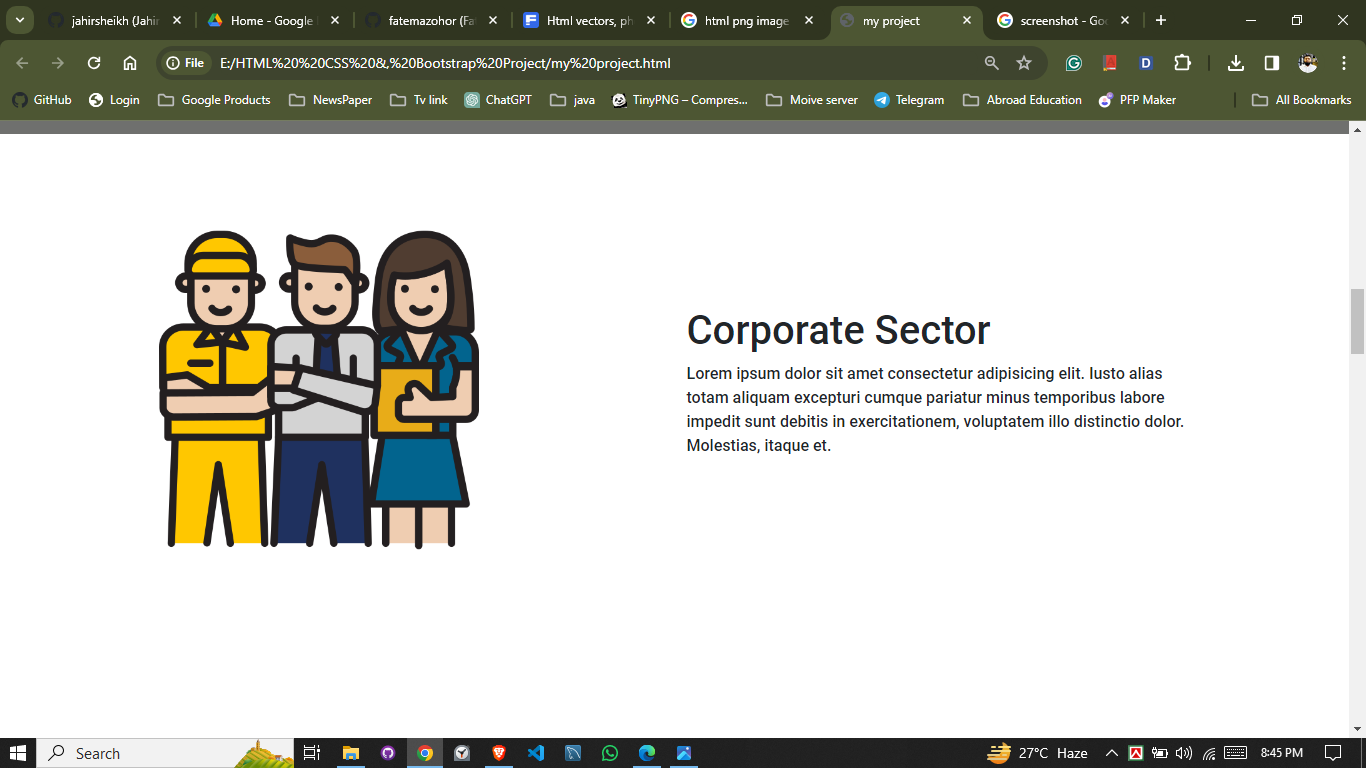 jahirsheikh (Jahir
Home - Google
fatemazohor (Fa
Html vectors, ph
html png image
my project
screenshot - Goo
File
E:/HTML%20%20CSS%20&,%20Bootstrap%20Project/my%20project.html
GitHub
Login
Google Products
NewsPaper
Tv link
ChatGPT
java
TinyPNG – Compres...
Moive server
Telegram
Abroad Education
PFP Maker
All Bookmarks
Corporate Sector
Lorem ipsum dolor sit amet consectetur adipisicing elit. Iusto alias
totam aliquam excepturi cumque pariatur minus temporibus labore
impedit sunt debitis in exercitationem, voluptatem illo distinctio dolor.
Molestias, itaque et.
Search
27°C Haze
8:45 PM